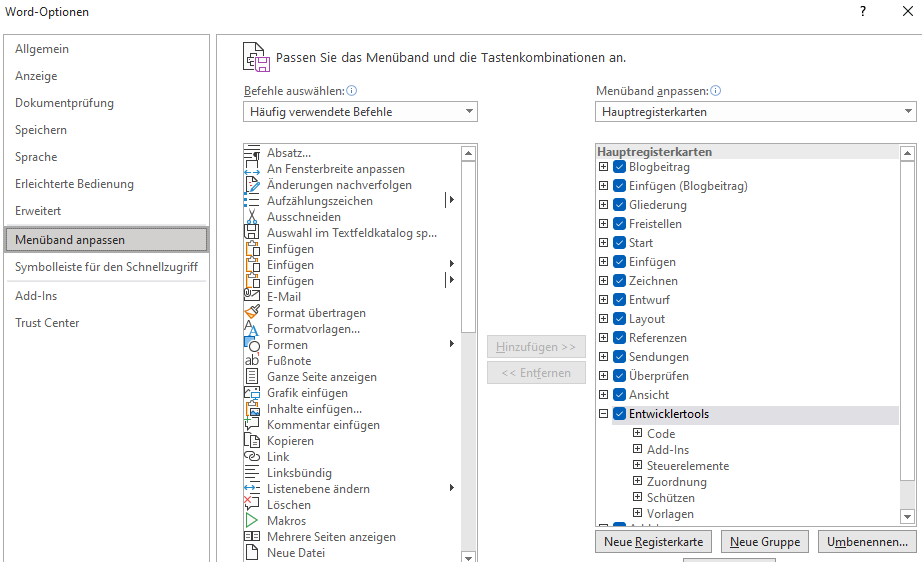 Word-Optionen
?
Allgemein
Anzeige
Dokumentprüfung
Speichern
Sprache
Erleichterte Bedienung
Erweitert
Menüband anpassen
Symbolleiste für den Schnellzugriff
Add-Ins
Trust Center
Passen Sie das Menüband und die Tastenkombinationen an.
Befehle auswählen:
Häufig verwendete Befehle
Absatz...
An Fensterbreite anpassen
Änderungen nachverfolgen
Aufzählungszeichen
Ausschneiden
Auswahl im Textfeldkatalog sp...
Einfügen
Einfügen
Einfügen
E-Mail
Format übertragen
Formatvorlagen...
Formen
Fußnote
Ganze Seite anzeigen
Grafik einfügen
Inhalte einfügen...
Kommentar einfügen
Kopieren
Link
Linksbündig
Listenebene ändern
Löschen
Makros
Mehrere Seiten anzeigen
Neue Datei
Hinzufügen >>
<< Entfernen
Menüband anpassen:
Hauptregisterkarten
Hauptregisterkarten
Blogbeitrag
Einfügen (Blogbeitrag)
Gliederung
Freistellen
Start
Einfügen
Zeichnen
Entwurf
Layout
Referenzen
Sendungen
Überprüfen
Ansicht
Entwicklertools
Code
Add-Ins
Steuerelemente
Zuordnung
Schützen
Vorlagen
Neue Registerkarte
Neue Gruppe
Umbenennen...